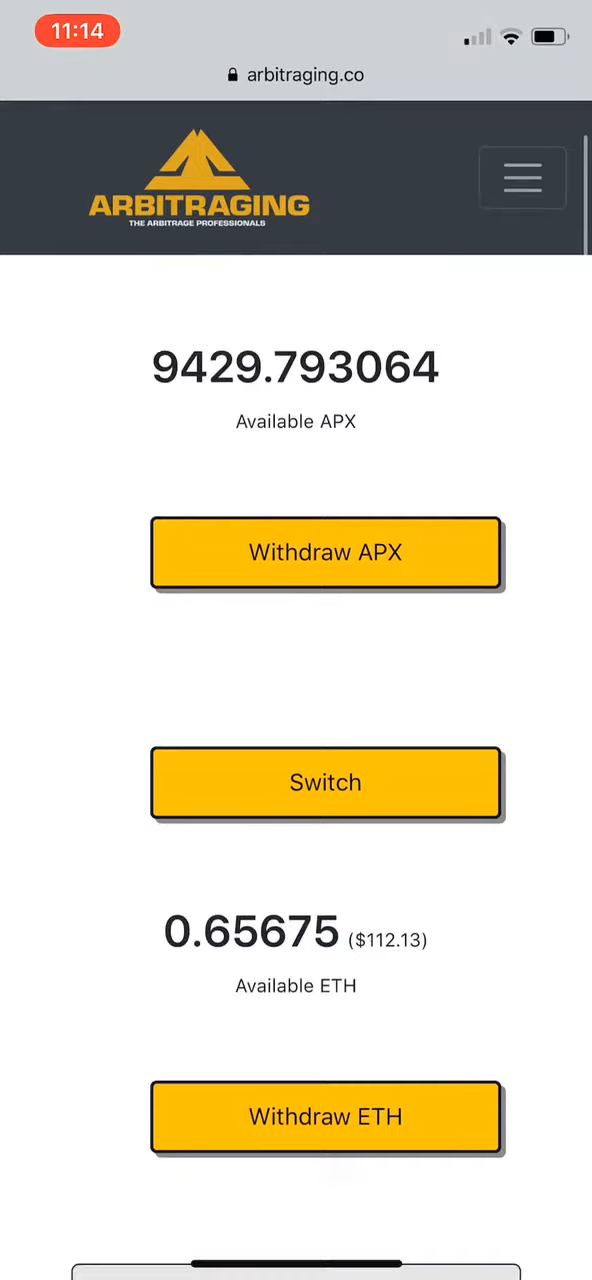 11:14
arbitraging.co
ARBITRAGING
THE ARBITRAGE PROFESSIONALS
9429.793064
Available APX
Withdraw APX
Switch
0.65675 ($112.13)
Available ETH
Withdraw ETH